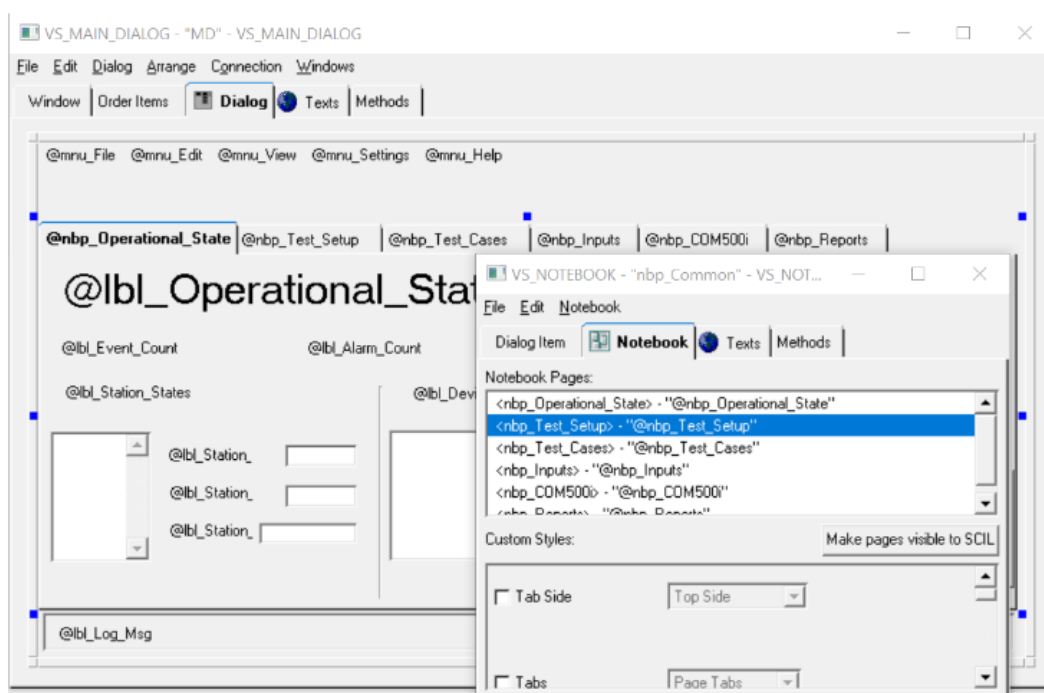 VS_MAIN_DIALOG - "MD" - VS_MAIN_DIALOG
File Edit Dialog Arrange Connection Windows
Window Order Items Dialog Texts Methods
@mnu_File @mnu_Edit @mnu_View @mnu_Settings @mnu_Help
@nbp_Operational_State @nbp_Test_Setup @nbp_Test_Cases @nbp_Inputs @nbp_COM500i @nbp_Reports
@lbl_Operational_Stat
@lbl_Event_Count @lbl_Alarm_Count
@lbl_Station_States @lbl_Devi
@lbl_Station_
@lbl_Station_
@lbl_Station_
@lbl_Log_Msg
VS_NOTEBOOK - "nbp_Common" - VS_NOT...
File Edit Notebook
Dialog Item Notebook Texts Methods
Notebook Pages:
<nbp_Operational_State> - "@nbp_Operational_State"
<nbp_Test_Setup> - "@nbp_Test_Setup"
<nbp_Test_Cases> - "@nbp_Test_Cases"
<nbp_Inputs> - "@nbp_Inputs"
<nbp_COM500i> - "@nbp_COM500i"
<nbp_Reports> - "@nbp_Reports"
Custom Styles: Make pages visible to SCIL
Tab Side Top Side
Tabs Page Tabs